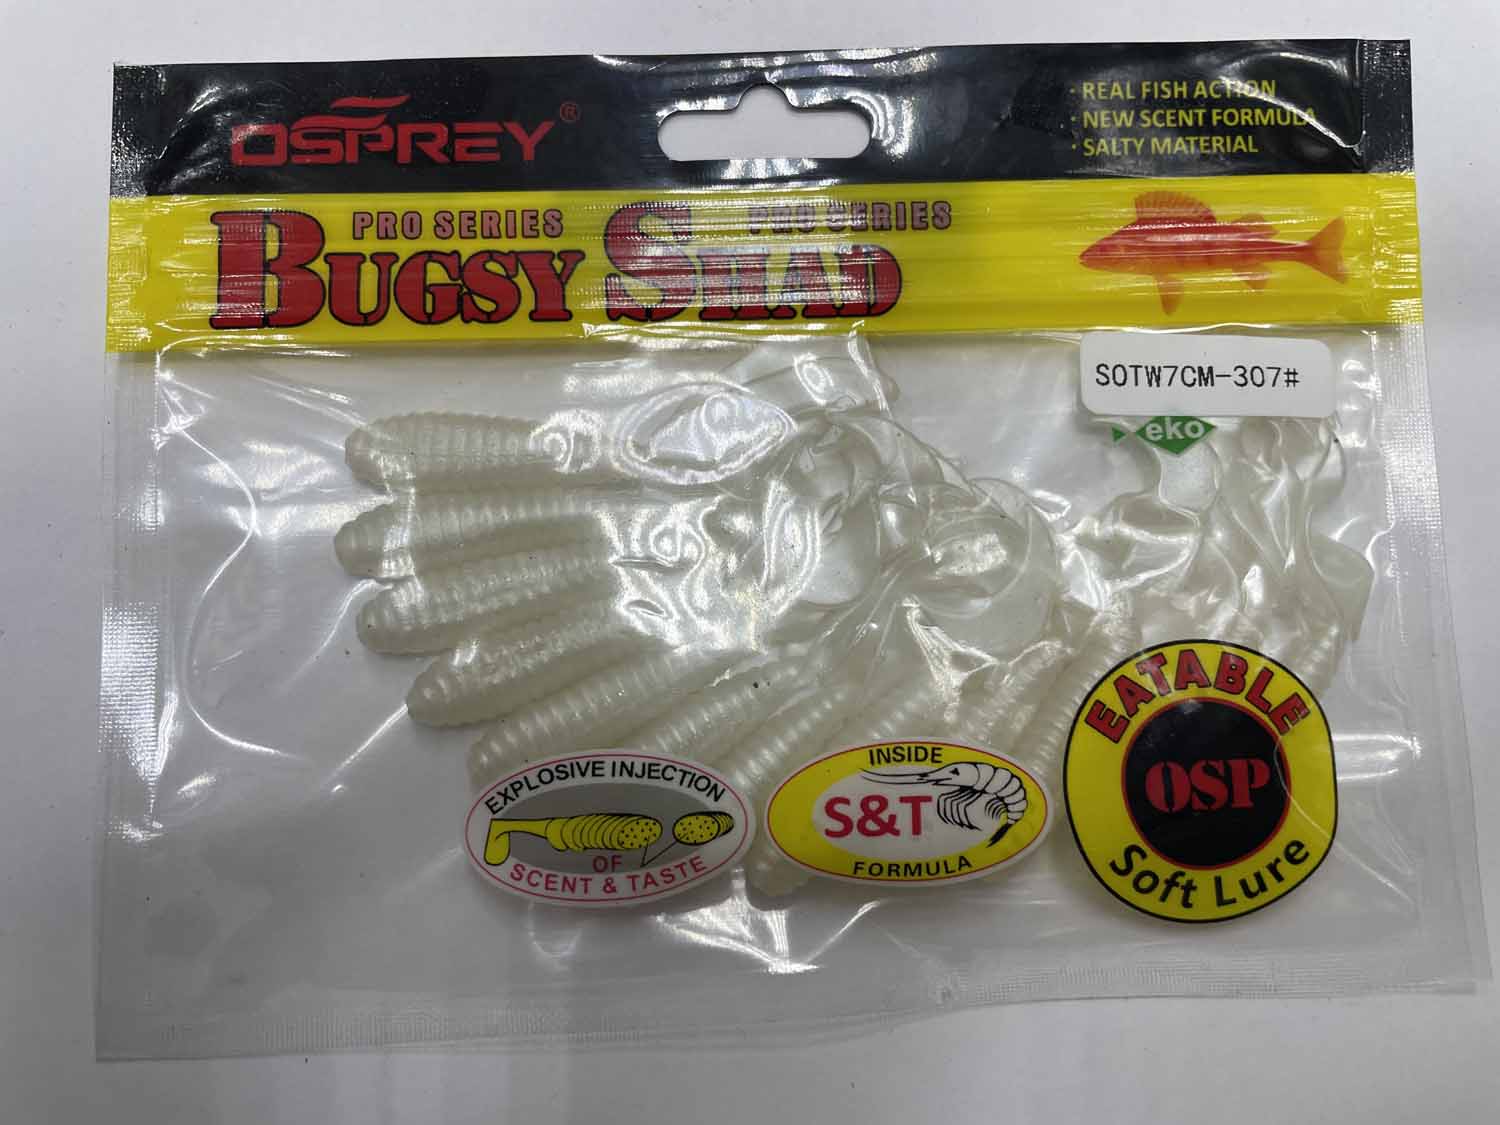 OSPREY®
· REAL FISH ACTION
· NEW SCENT FORMULA
· SALTY MATERIAL
PRO SERIES PRO SERIES
BUGSY SHAD
SOTW7CM-307#
eko
EXPLOSIVE INJECTION
OF
SCENT & TASTE
INSIDE
S&T
FORMULA
EATABLE
OSP
Soft Lure